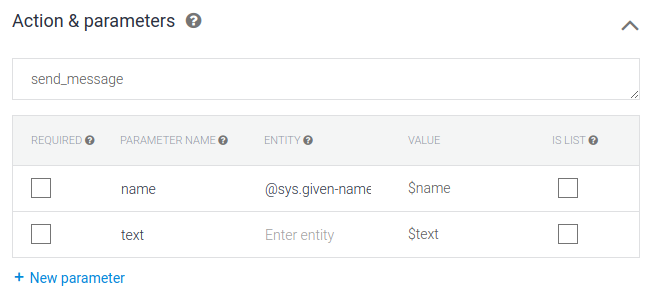 Action & parameters ?
send_message
REQUIRED ? PARAMETER NAME ? ENTITY ? VALUE IS LIST ?
name @sys.given-name $name
text Enter entity $text
+ New parameter